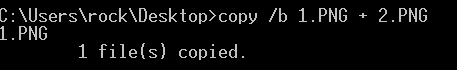 C:\Users\rock\Desktop>copy /b 1.PNG + 2.PNG
1.PNG
        1 file(s) copied.